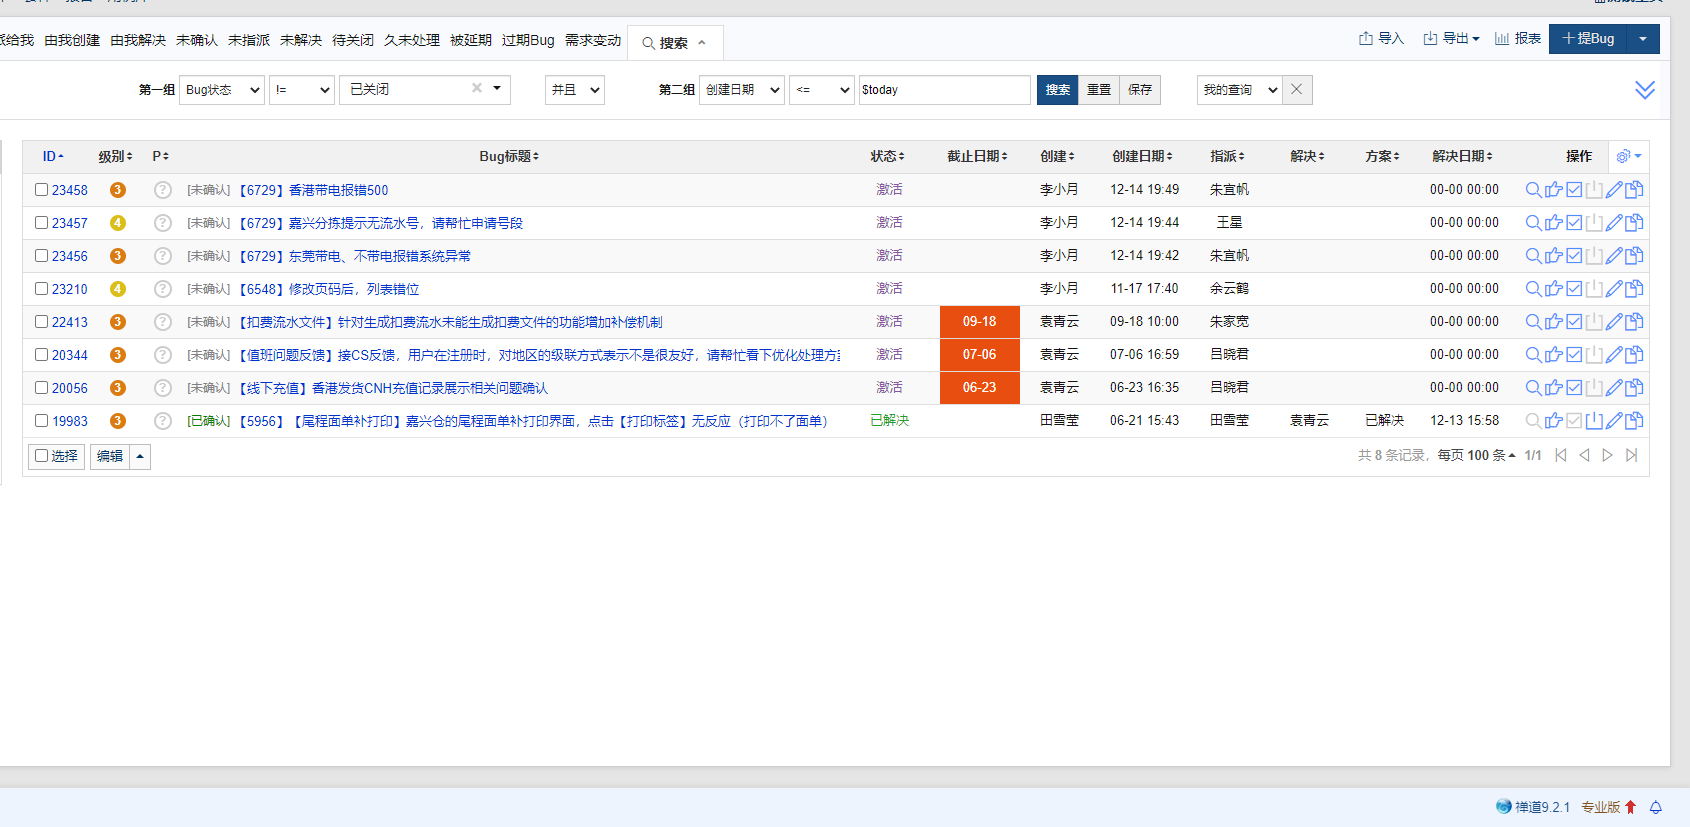 派给我 由我创建 由我解决 未确认 未指派 未解决 待关闭 久未处理 被延期 过期Bug 需求变动 搜索 导入 导出 报表 提Bug
第一组 Bug状态 != 已关闭 并且 第二组 创建日期 <= $today 搜索 重置 保存 我的查询
ID 级别 P Bug标题 状态 截止日期 创建 创建日期 指派 解决 方案 解决日期 操作
23458 3 ? [未确认] 【6729】香港带电报错500 激活 李小月 12-14 19:49 朱宜帆 00-00 00:00
23457 4 ? [未确认] 【6729】嘉兴分拣提示无流水号，请帮忙申请号段 激活 李小月 12-14 19:44 王星 00-00 00:00
23456 3 ? [未确认] 【6729】东莞带电、不带电报错系统异常 激活 李小月 12-14 19:42 朱宜帆 00-00 00:00
23210 4 ? [未确认] 【6548】修改页码后，列表错位 激活 李小月 11-17 17:40 余云鹤 00-00 00:00
22413 3 ? [未确认] 【扣费流水文件】针对生成扣费流水未能生成扣费文件的功能增加补偿机制 激活 09-18 袁青云 09-18 10:00 朱家宽 00-00 00:00
20344 3 ? [未确认] 【值班问题反馈】接CS反馈，用户在注册时，对地区的级联方式表示不是很友好，请帮忙看下优化处理方 激活 07-06 袁青云 07-06 16:59 吕晓君 00-00 00:00
20056 3 ? [未确认] 【线下充值】香港发货CNH充值记录展示相关问题确认 激活 06-23 袁青云 06-23 16:35 吕晓君 00-00 00:00
19983 3 ? [已确认] 【5956】【尾程面单补打印】嘉兴仓的尾程面单补打印界面，点击【打印标签】无反应（打印不了面单） 已解决 田雪莹 06-21 15:43 田雪莹 袁青云 已解决 12-13 15:58
选择 编辑 共 8 条记录，每页 100 条 1/1
禅道9.2.1 专业版